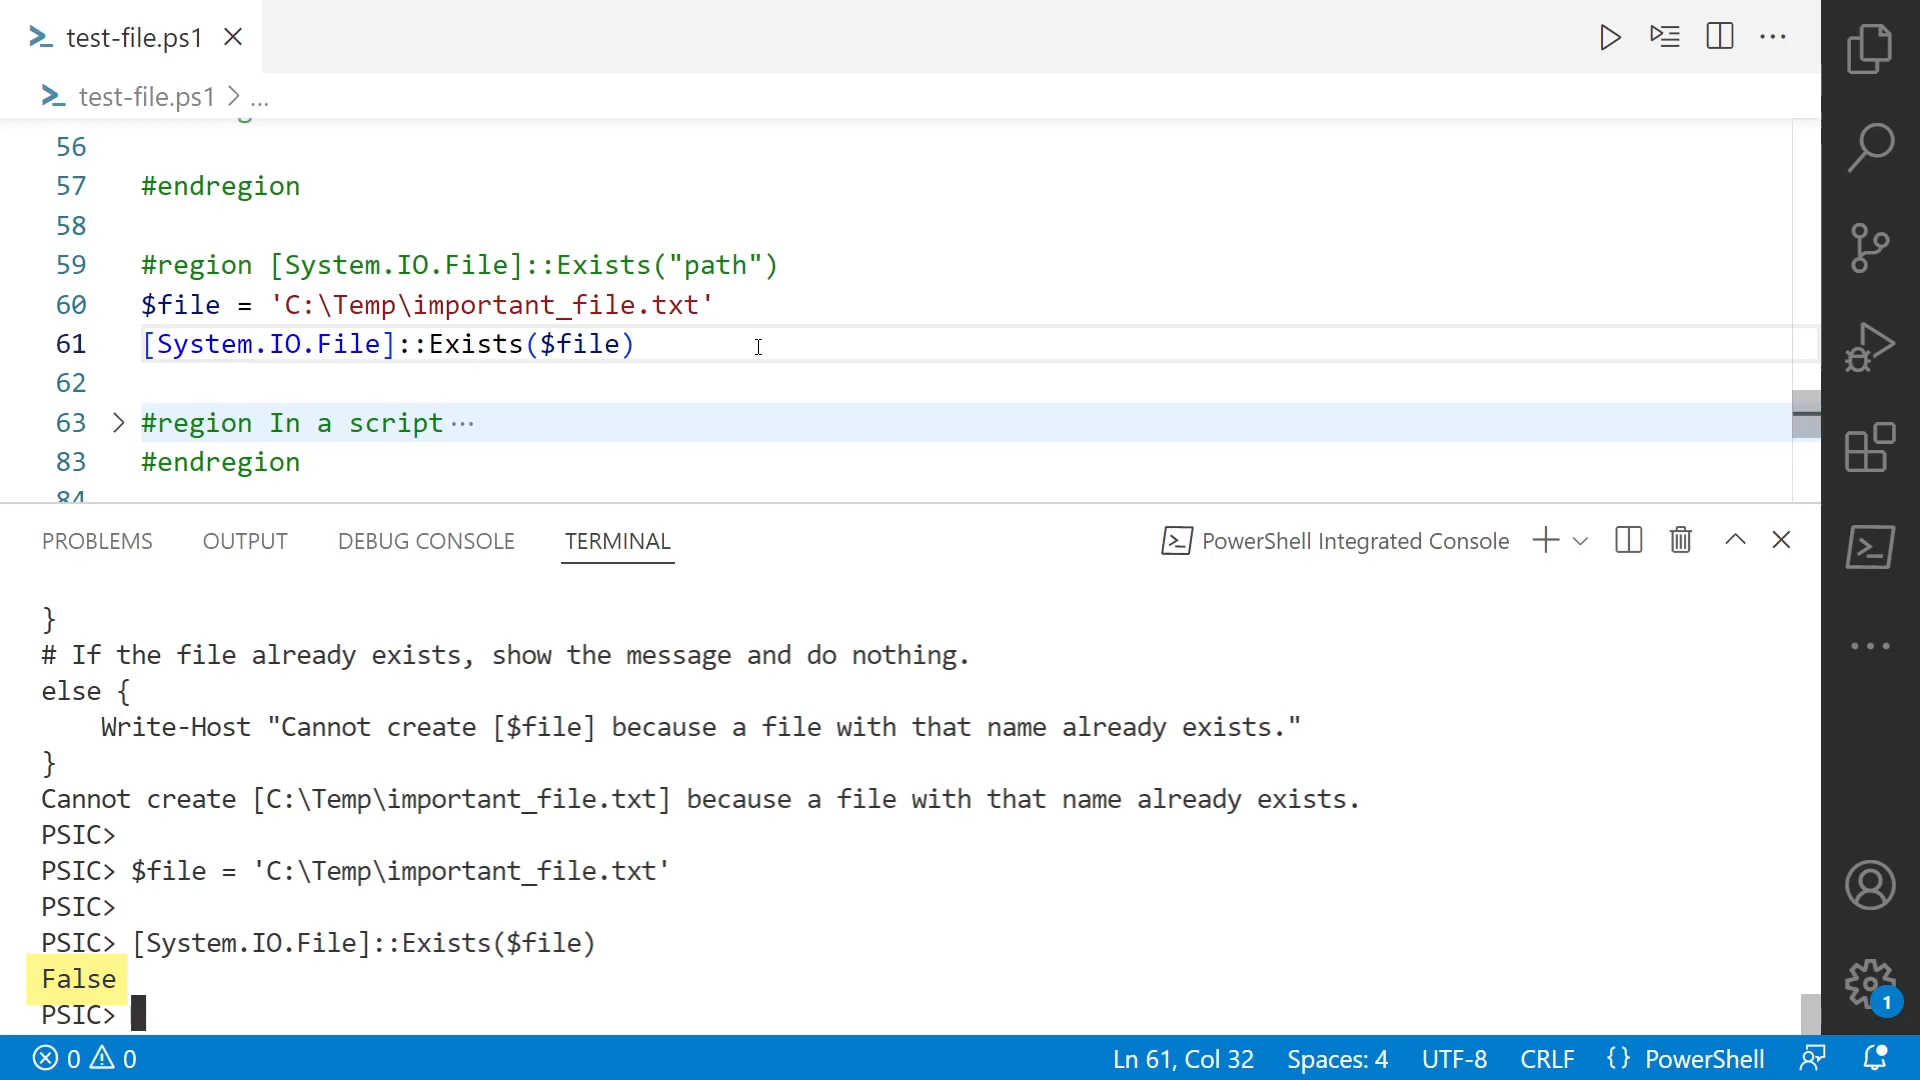 test-file.ps1
test-file.ps1 > ...
56
57 #endregion
58
59 #region [System.IO.File]::Exists("path")
60 $file = 'C:\Temp\important_file.txt'
61 [System.IO.File]::Exists($file)
62
63 #region In a script ···
83 #endregion
84
PROBLEMS OUTPUT DEBUG CONSOLE TERMINAL PowerShell Integrated Console
}
# If the file already exists, show the message and do nothing.
else {
    Write-Host "Cannot create [$file] because a file with that name already exists."
}
Cannot create [C:\Temp\important_file.txt] because a file with that name already exists.
PSIC>
PSIC> $file = 'C:\Temp\important_file.txt'
PSIC>
PSIC> [System.IO.File]::Exists($file)
False
PSIC>
1
0 0 Ln 61, Col 32 Spaces: 4 UTF-8 CRLF {} PowerShell